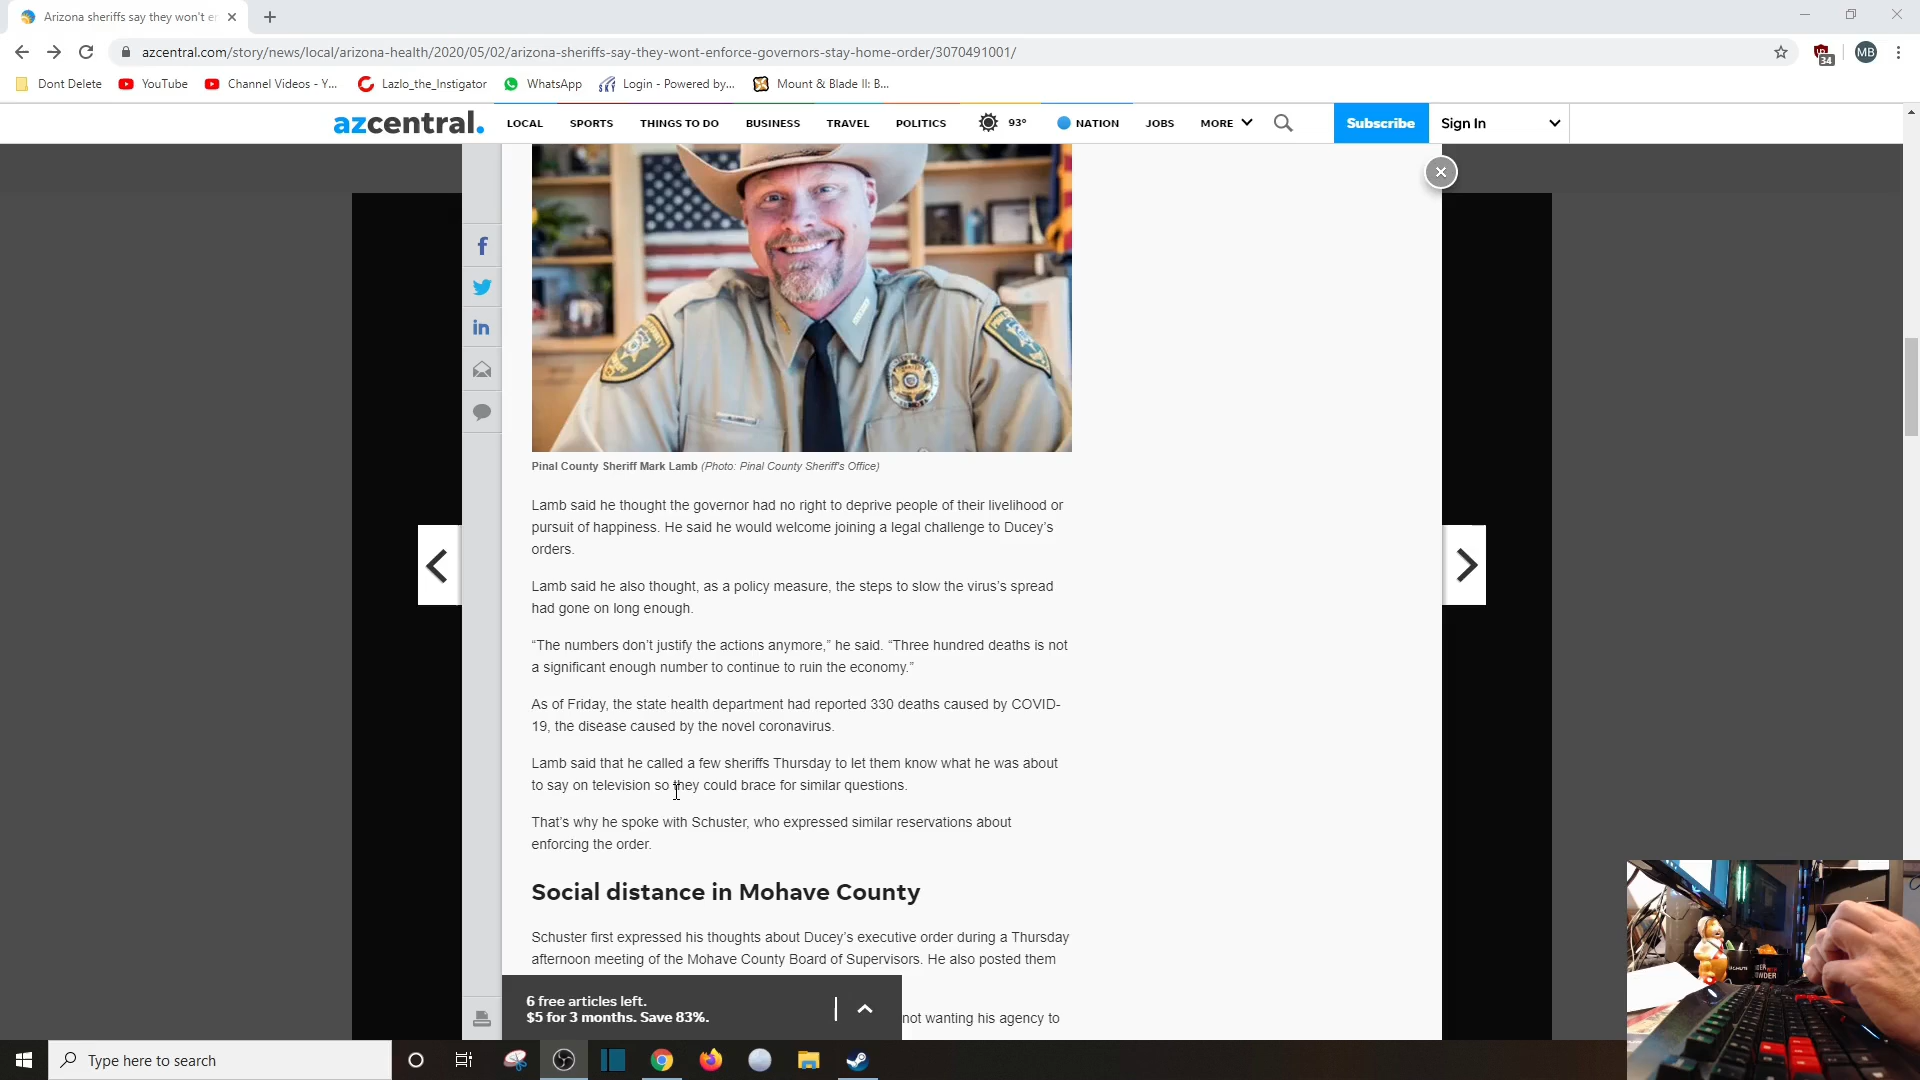 Arizona sheriffs say they won't en
azcentral.com/story/news/local/arizona-health/2020/05/02/arizona-sheriffs-say-they-wont-enforce-governors-stay-home-order/3070491001/
34
MB
Dont Delete
YouTube
Channel Videos - Y...
Lazlo_the_Instigator
WhatsApp
Login - Powered by...
Mount & Blade II: B...
azcentral.
LOCAL
SPORTS
THINGS TO DO
BUSINESS
TRAVEL
POLITICS
93°
NATION
JOBS
MORE
Subscribe
Sign In
Pinal County Sheriff Mark Lamb (Photo: Pinal County Sheriff's Office)
Lamb said he thought the governor had no right to deprive people of their livelihood or
pursuit of happiness. He said he would welcome joining a legal challenge to Ducey's
orders.
Lamb said he also thought, as a policy measure, the steps to slow the virus's spread
had gone on long enough.
“The numbers don't justify the actions anymore,” he said. “Three hundred deaths is not
a significant enough number to continue to ruin the economy.”
As of Friday, the state health department had reported 330 deaths caused by COVID-
19, the disease caused by the novel coronavirus.
Lamb said that he called a few sheriffs Thursday to let them know what he was about
to say on television so they could brace for similar questions.
That's why he spoke with Schuster, who expressed similar reservations about
enforcing the order.
Social distance in Mohave County
Schuster first expressed his thoughts about Ducey's executive order during a Thursday
afternoon meeting of the Mohave County Board of Supervisors. He also posted them
6 free articles left.
$5 for 3 months. Save 83%.
not wanting his agency to
Type here to search